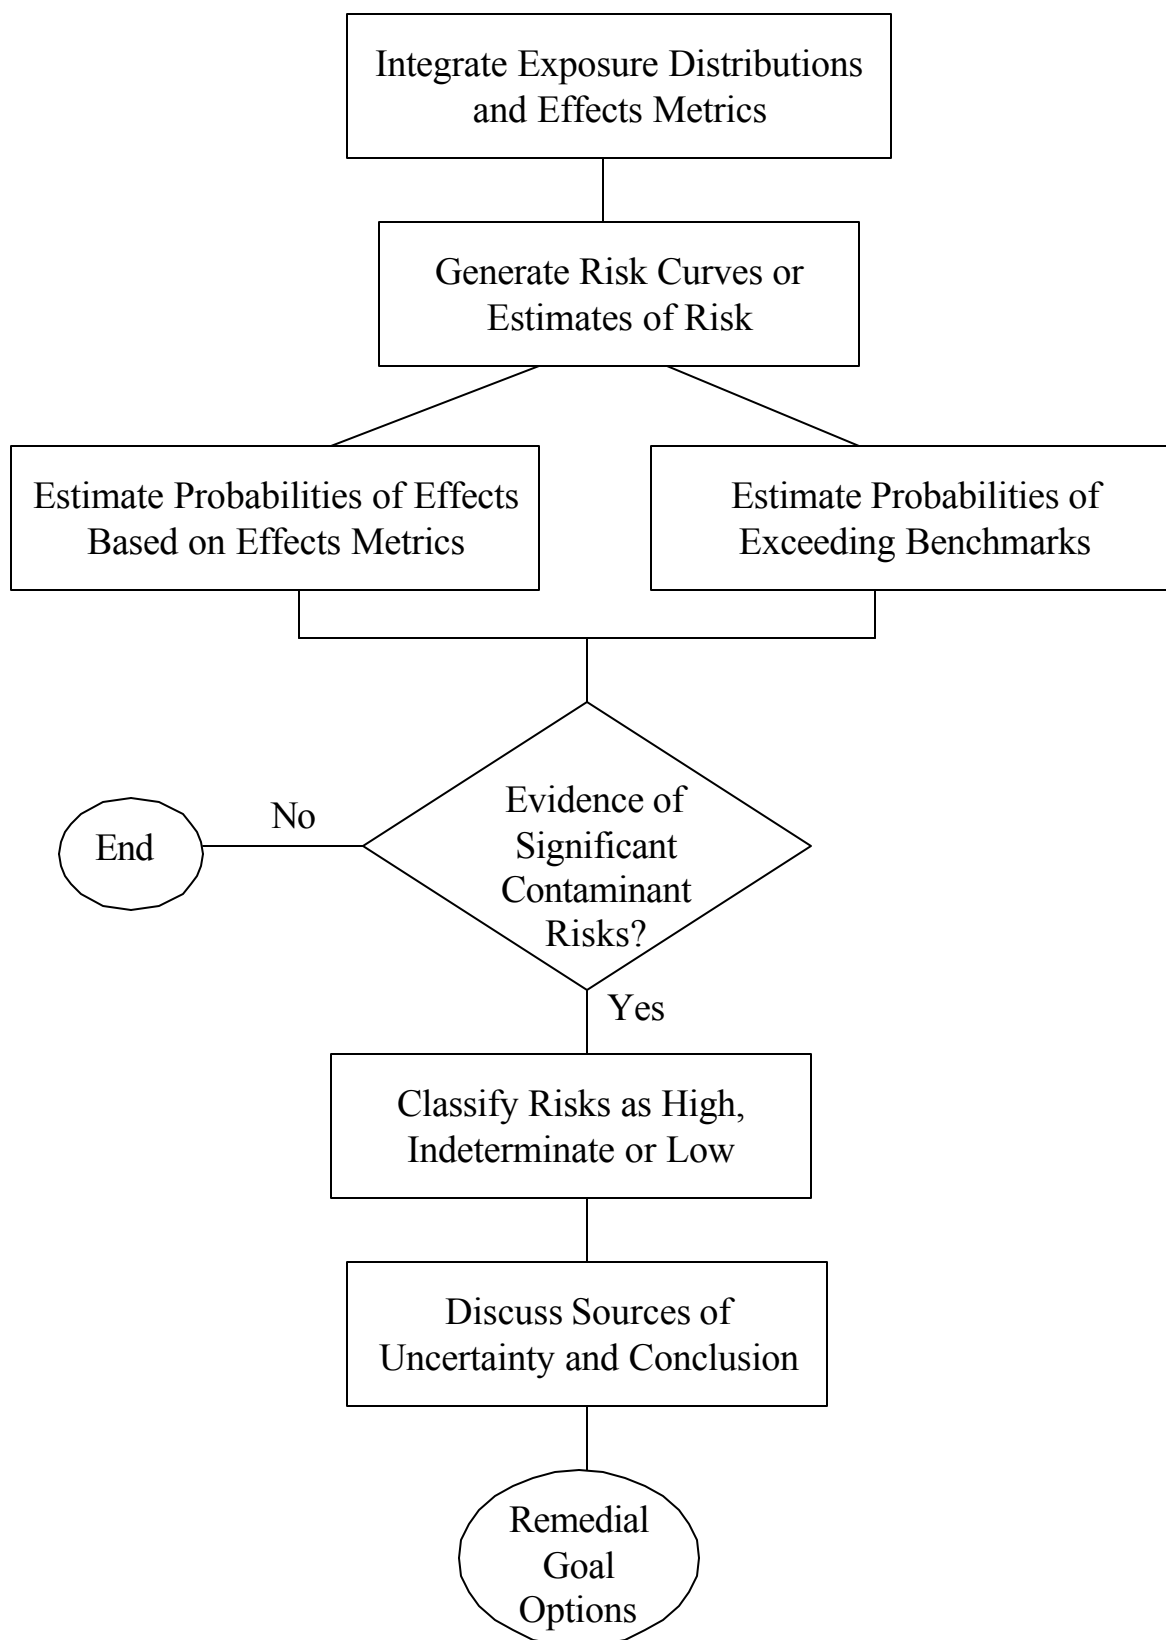 Integrate Exposure Distributions
and Effects Metrics
Generate Risk Curves or
Estimates of Risk
Estimate Probabilities of Effects
Based on Effects Metrics
Estimate Probabilities of
Exceeding Benchmarks
Evidence of
Significant
Contaminant
Risks?
No
End
Yes
Classify Risks as High,
Indeterminate or Low
Discuss Sources of
Uncertainty and Conclusion
Remedial
Goal
Options